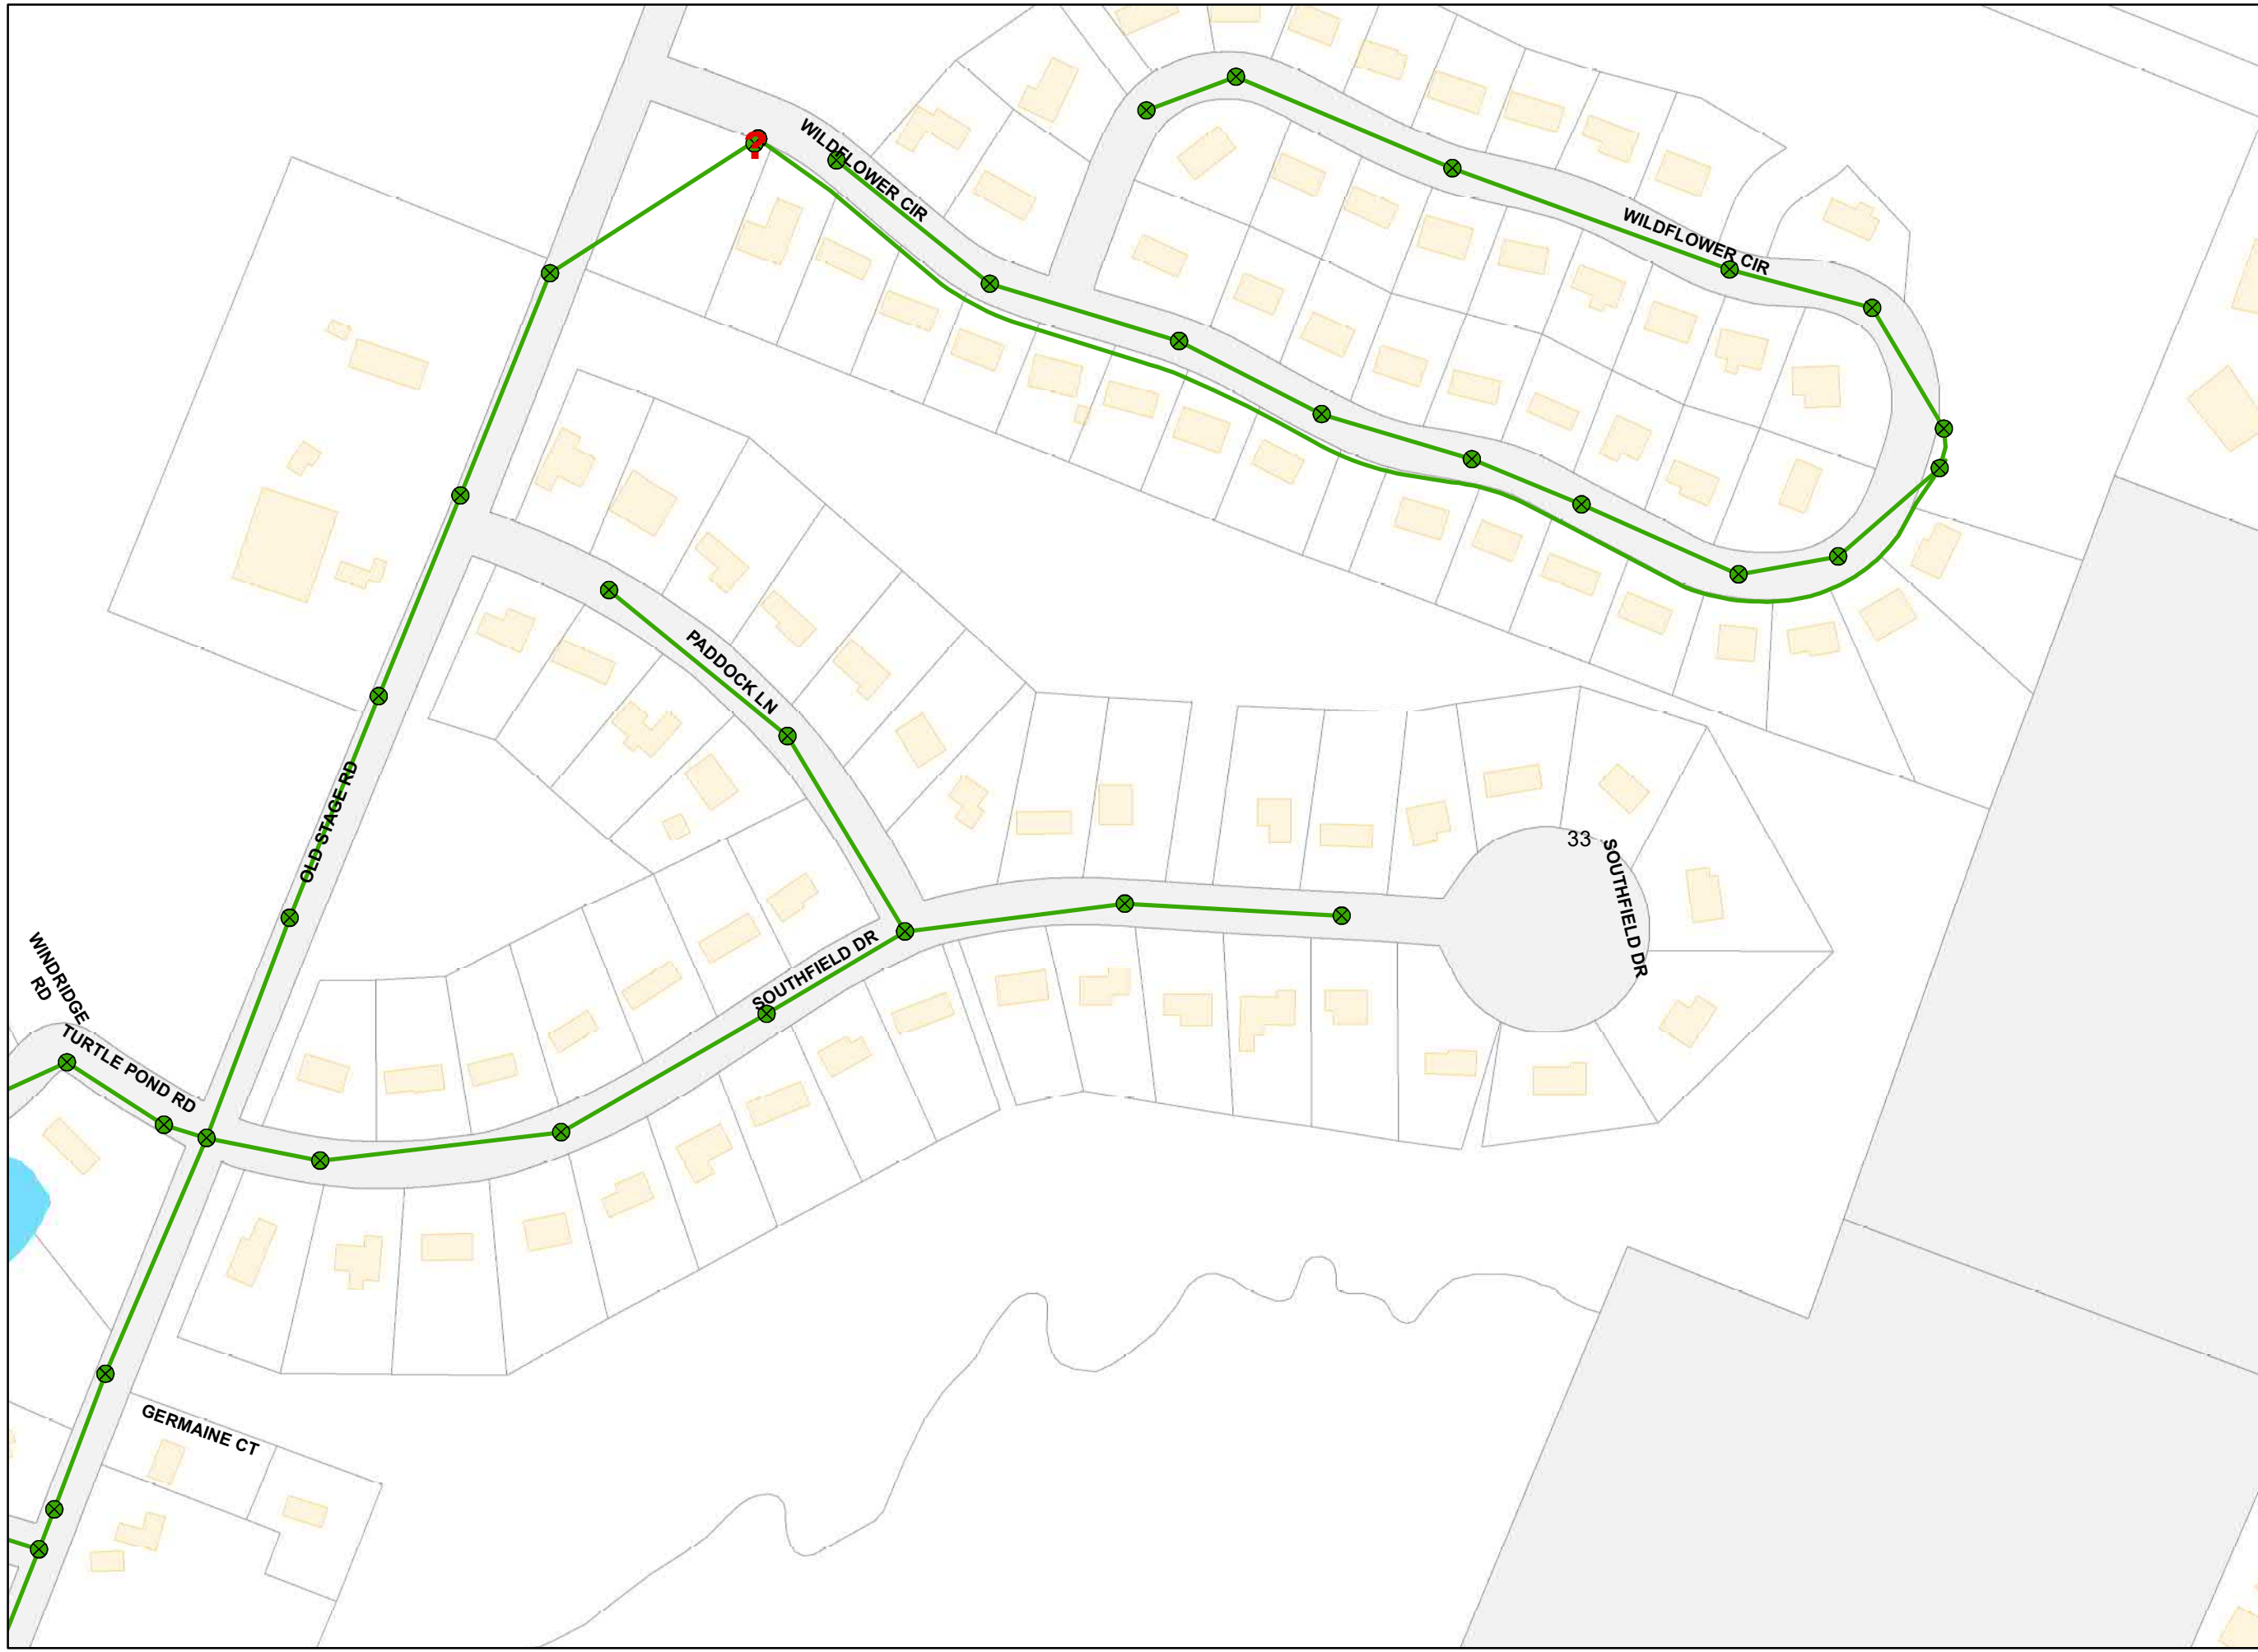 WILDFLOWER CIR
WILDFLOWER CIR
PADDOCK LN
OLD STAGE RD
33
SOUTHFIELD DR
SOUTHFIELD DR
WINDRIDGE
RD
TURTLE POND RD
GERMAINE CT